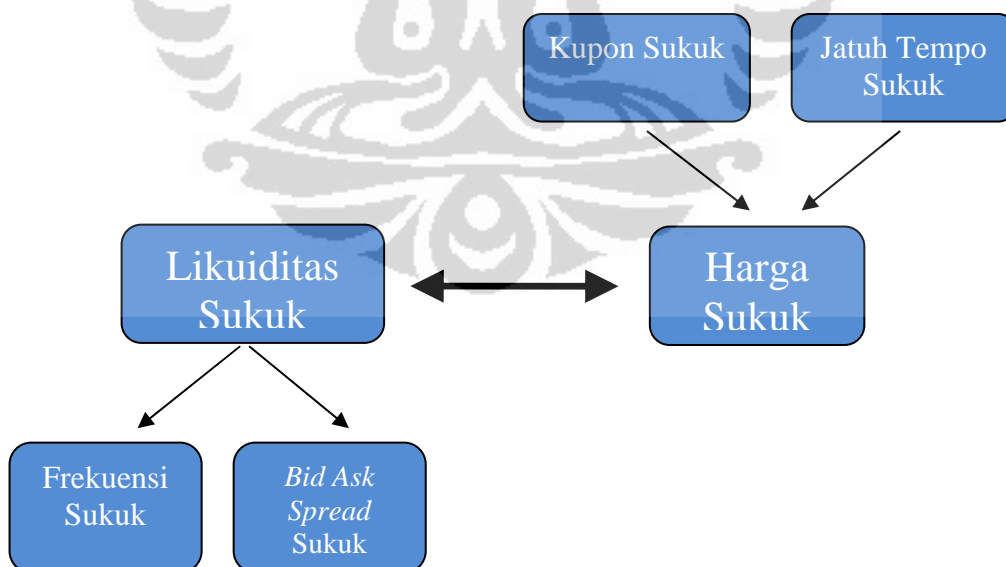 Kupon Sukuk
Jatuh Tempo
Sukuk
Likuiditas
Sukuk
Harga
Sukuk
Frekuensi
Sukuk
Bid Ask
Spread
Sukuk